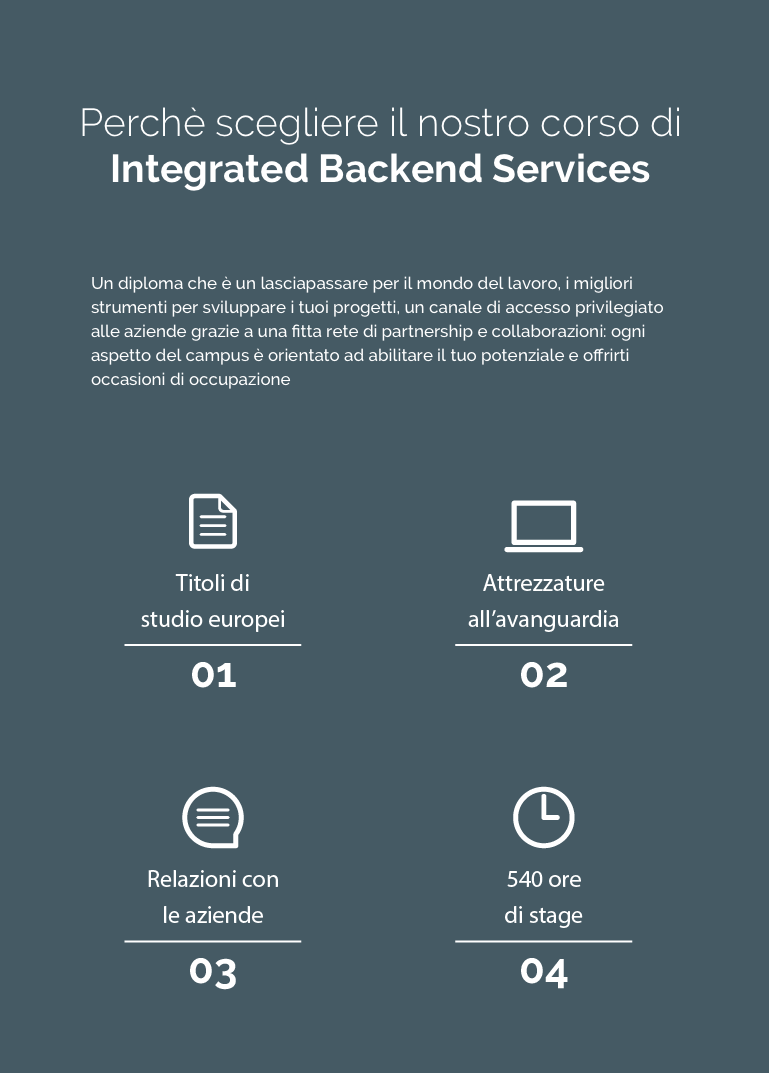 Perchè scegliere il nostro corso di
Integrated Backend Services
Un diploma che è un lasciapassare per il mondo del lavoro, i migliori
strumenti per sviluppare i tuoi progetti, un canale di accesso privilegiato
alle aziende grazie a una fitta rete di partnership e collaborazioni: ogni
aspetto del campus è orientato ad abilitare il tuo potenziale e offrirti
occasioni di occupazione
Titoli di
studio europei
01
Attrezzature
all’avanguardia
02
Relazioni con
le aziende
03
540 ore
di stage
04